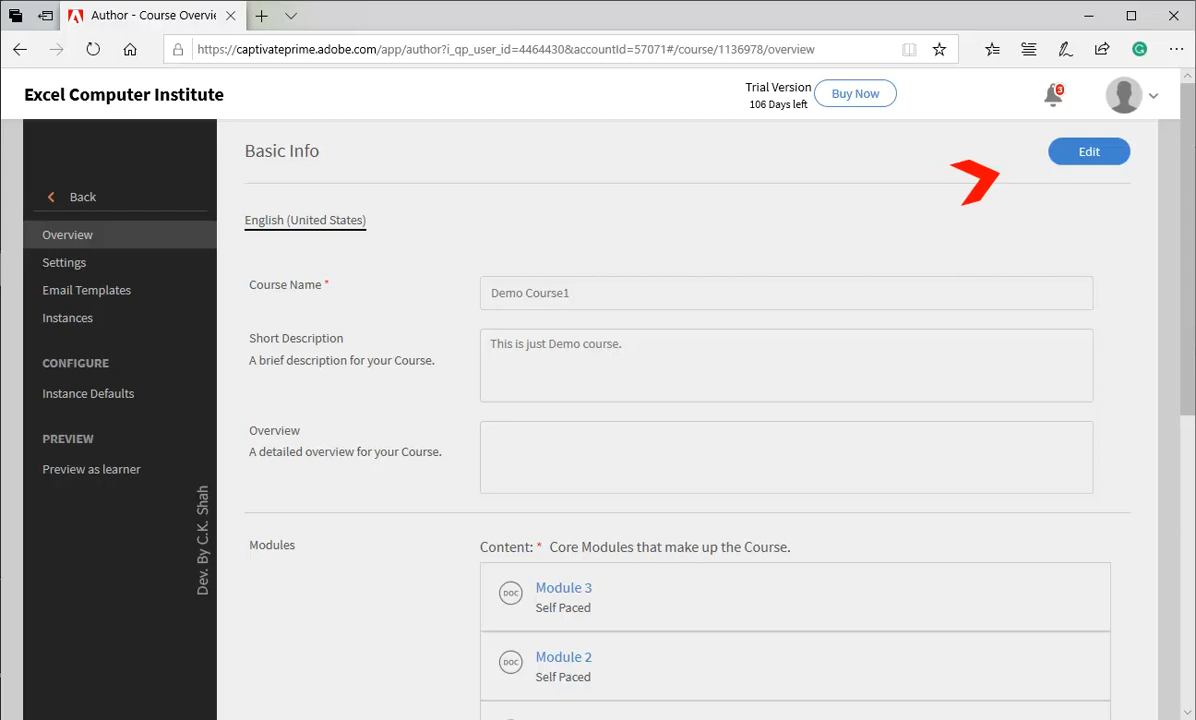 Author - Course Overvie
https://captivateprime.adobe.com/app/author?i_qp_user_id=4464430&accountId=57071#/course/1136978/overview
Excel Computer Institute
Trial Version
106 Days left
Buy Now
3
Back
Overview
Settings
Email Templates
Instances
CONFIGURE
Instance Defaults
PREVIEW
Preview as learner
Dev. By C.K. Shah
Basic Info
Edit
English (United States)
Course Name *
Demo Course1
Short Description
A brief description for your Course.
This is just Demo course.
Overview
A detailed overview for your Course.
Modules
Content: * Core Modules that make up the Course.
DOC
Module 3
Self Paced
DOC
Module 2
Self Paced